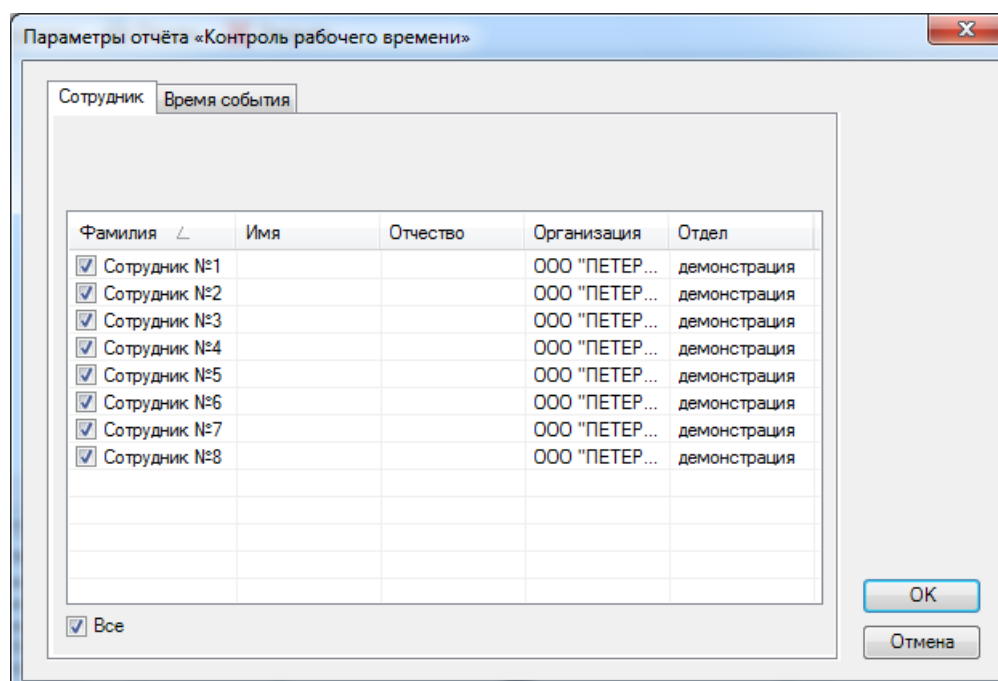 Параметры отчёта «Контроль рабочего времени»
Сотрудник Время события
Фамилия Имя Отчество Организация Отдел
Сотрудник №1 ООО "ПЕТЕР... демонстрация
Сотрудник №2 ООО "ПЕТЕР... демонстрация
Сотрудник №3 ООО "ПЕТЕР... демонстрация
Сотрудник №4 ООО "ПЕТЕР... демонстрация
Сотрудник №5 ООО "ПЕТЕР... демонстрация
Сотрудник №6 ООО "ПЕТЕР... демонстрация
Сотрудник №7 ООО "ПЕТЕР... демонстрация
Сотрудник №8 ООО "ПЕТЕР... демонстрация
Все
OK
Отмена